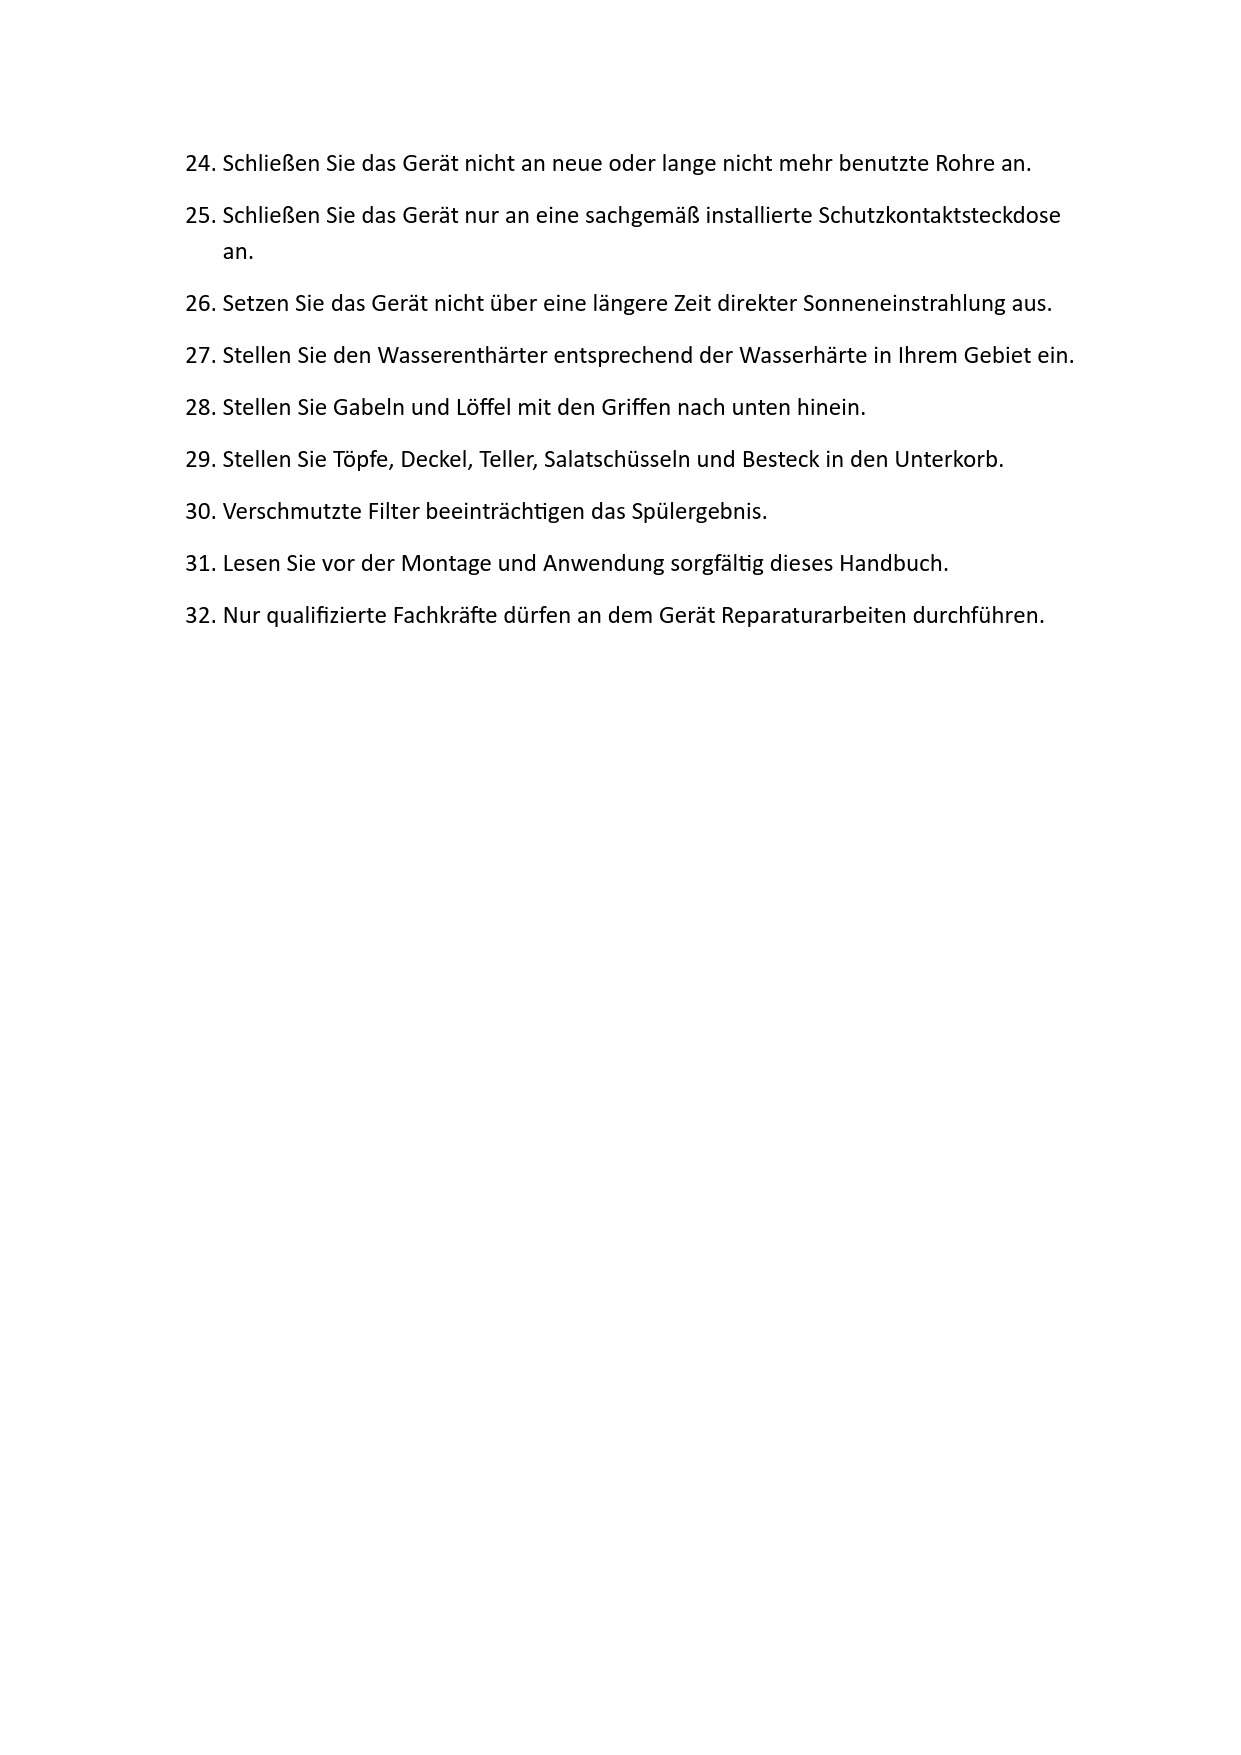 24. Schließen Sie das Gerät nicht an neue oder lange nicht mehr benutzte Rohre an.
25. Schließen Sie das Gerät nur an eine sachgemäß installierte Schutzkontaktsteckdose
an.
26. Setzen Sie das Gerät nicht über eine längere Zeit direkter Sonneneinstrahlung aus.
27. Stellen Sie den Wasserenthärter entsprechend der Wasserhärte in Ihrem Gebiet ein.
28. Stellen Sie Gabeln und Löffel mit den Griffen nach unten hinein.
29. Stellen Sie Töpfe, Deckel, Teller, Salatschüsseln und Besteck in den Unterkorb.
30. Verschmutzte Filter beeinträchtigen das Spülergebnis.
31. Lesen Sie vor der Montage und Anwendung sorgfältig dieses Handbuch.
32. Nur qualifizierte Fachkräfte dürfen an dem Gerät Reparaturarbeiten durchführen.